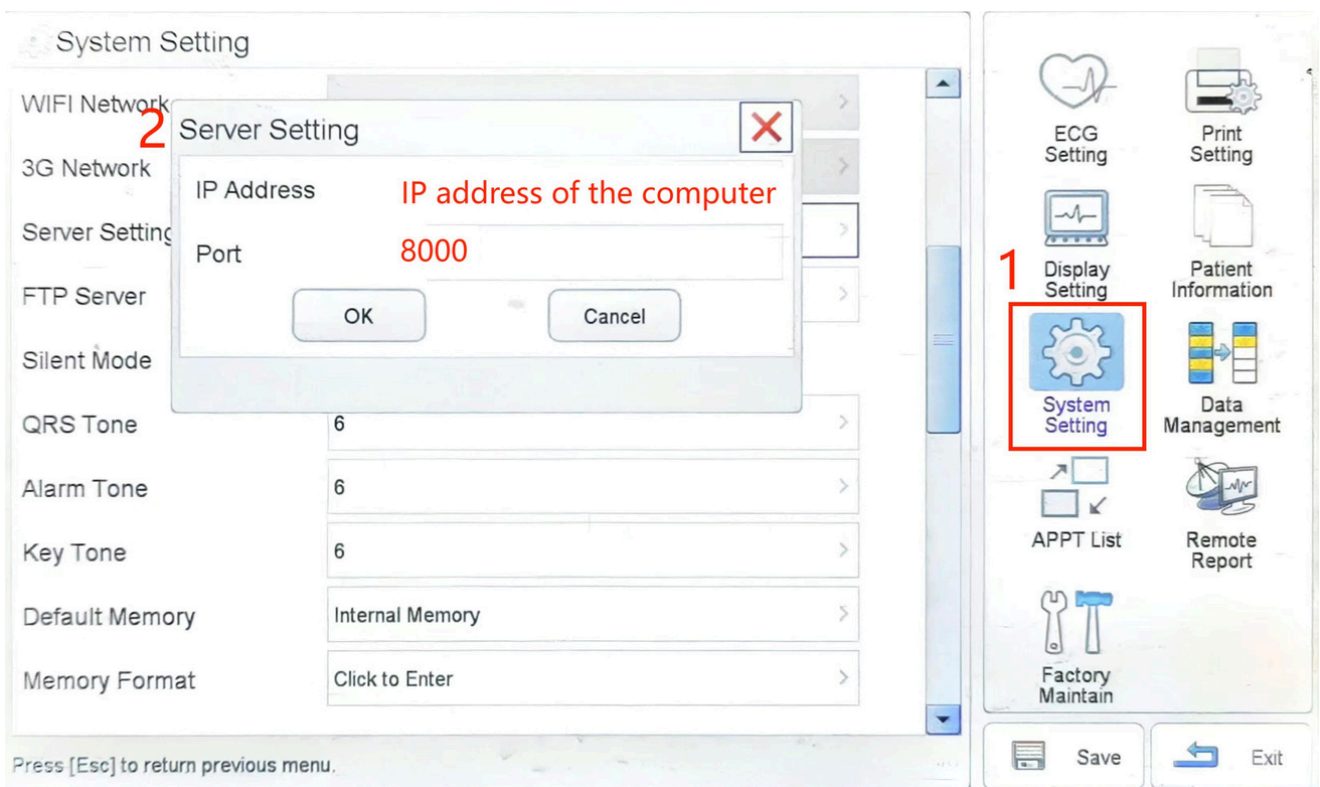 System Setting
WIFI Network
2
Server Setting
3G Network
IP Address
IP address of the computer
Server Setting
Port
8000
FTP Server
OK
Cancel
Silent Mode
QRS Tone
6
Alarm Tone
6
Key Tone
6
Default Memory
Internal Memory
Memory Format
Click to Enter
Press [Esc] to return previous menu.
ECG
Setting
Print
Setting
1
Display
Setting
Patient
Information
System
Setting
Data
Management
APPT List
Remote
Report
Factory
Maintain
Save
Exit